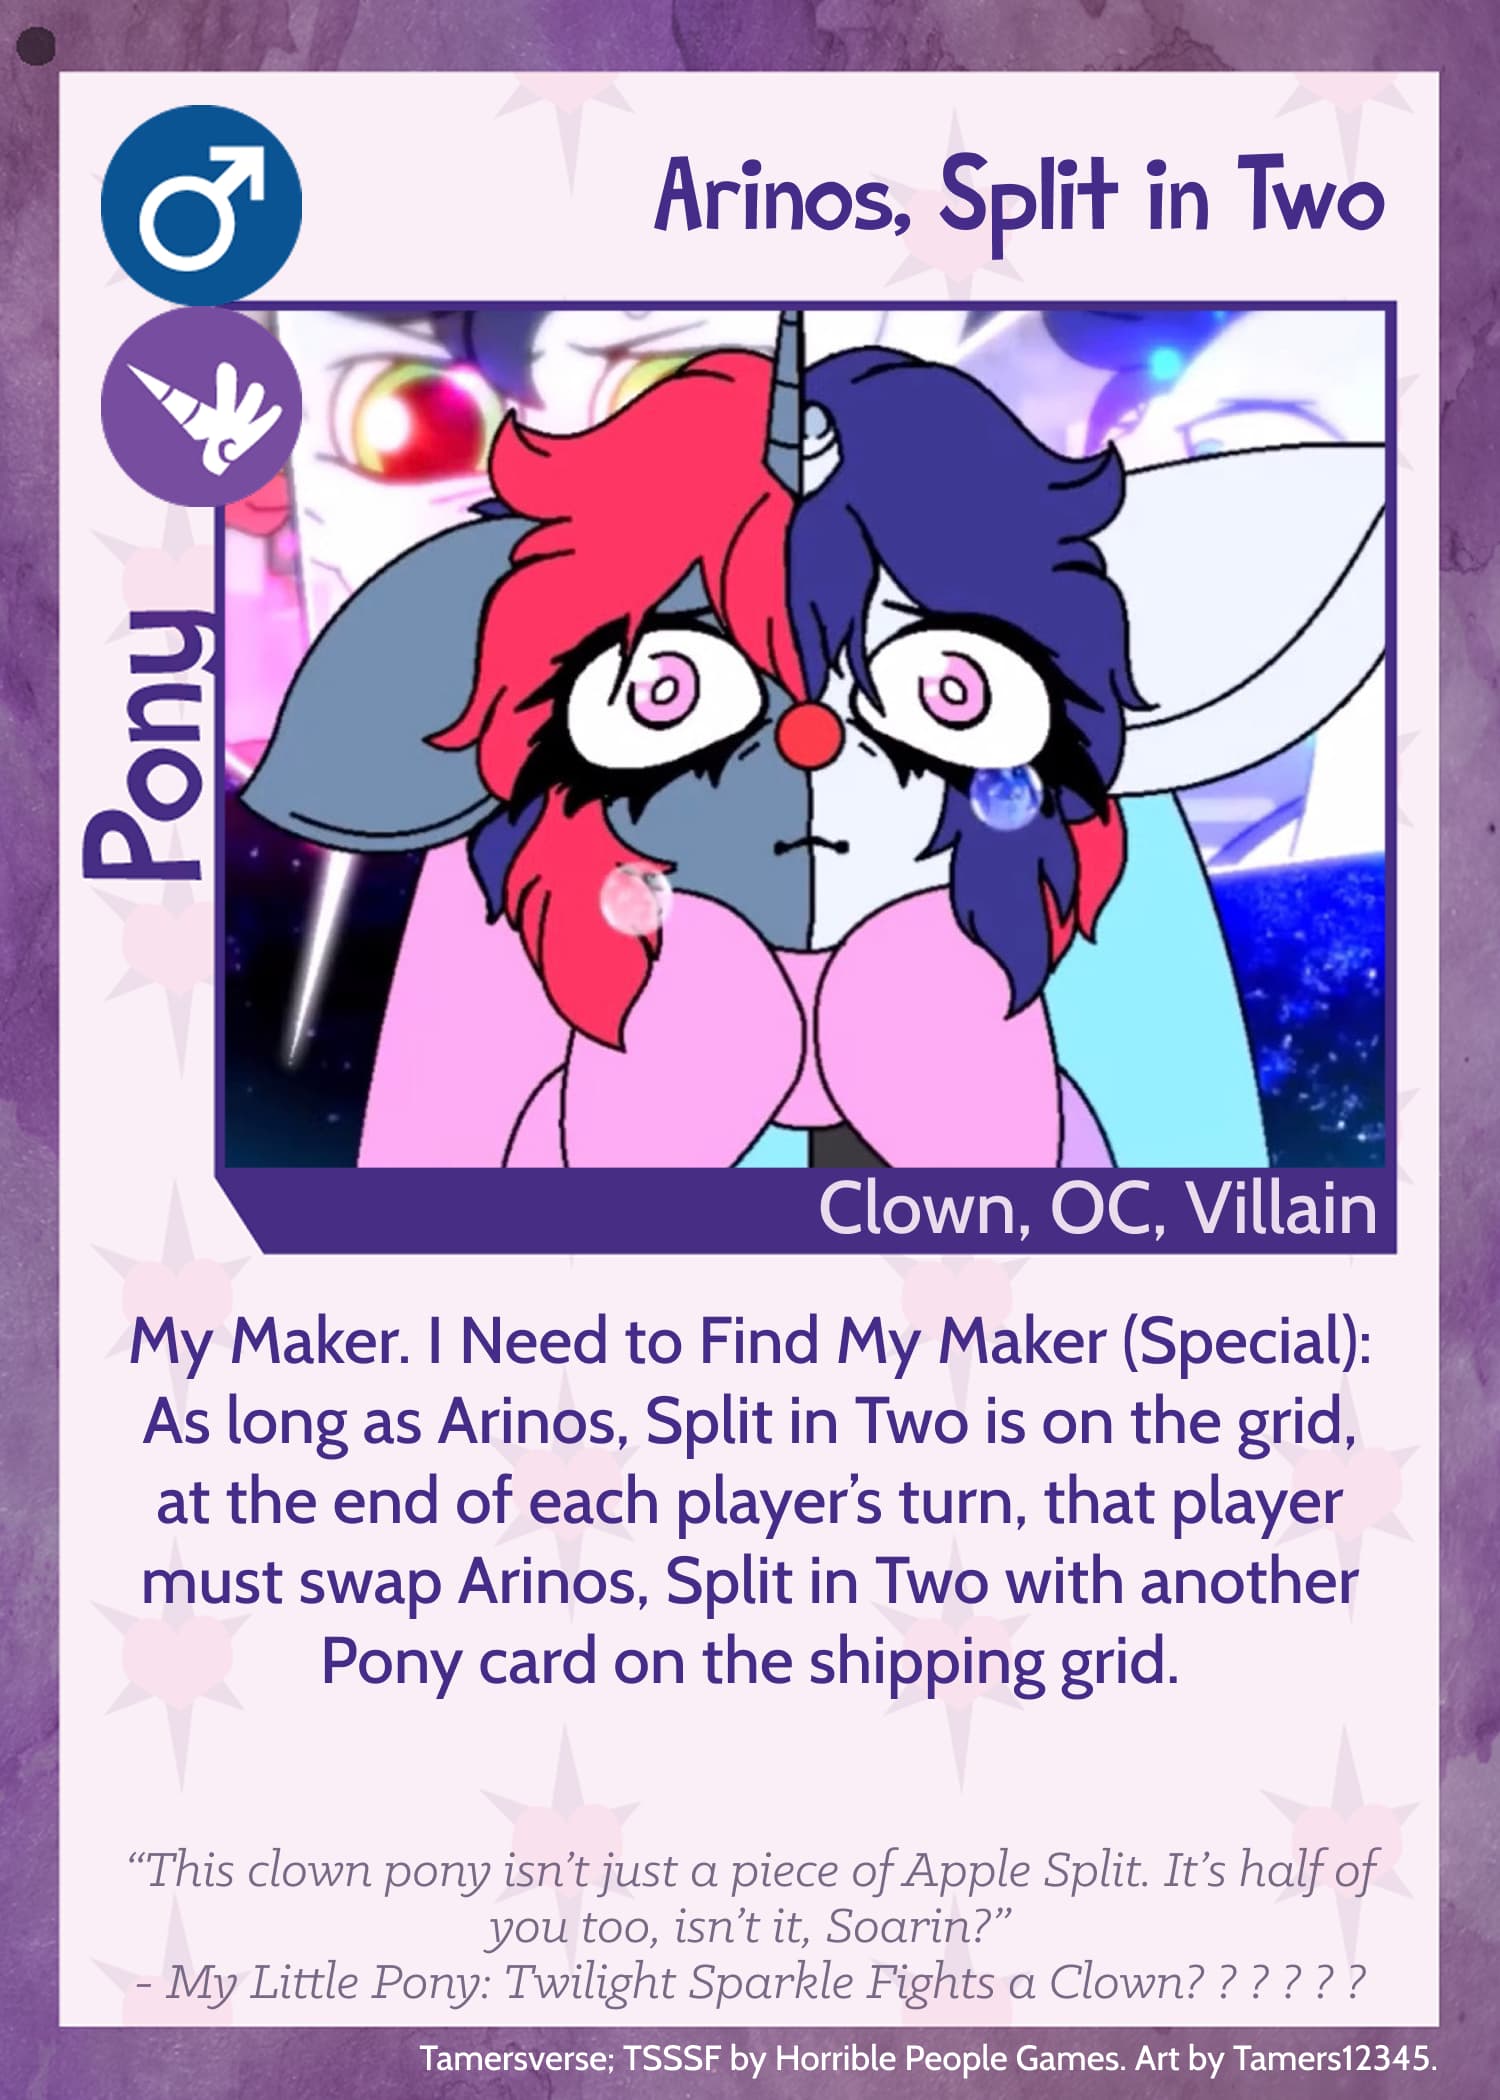 Arinos, Split in Two
Pony
Clown, OC, Villain
My Maker. I Need to Find My Maker (Special):
As long as Arinos, Split in Two is on the grid,
at the end of each player’s turn, that player
must swap Arinos, Split in Two with another
Pony card on the shipping grid.
“This clown pony isn’t just a piece of Apple Split. It’s half of
you too, isn’t it, Soarin?”
- My Little Pony: Twilight Sparkle Fights a Clown? ? ? ? ? ?
Tamersverse; TSSSF by Horrible People Games. Art by Tamers12345.